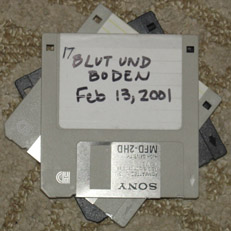 17
BLUT UND
BODEN
Feb 13, 2001
SONY
MFD-2HD